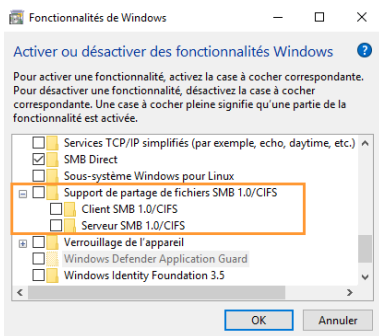 Fonctionnalités de Windows
Activer ou désactiver des fonctionnalités Windows
Pour activer une fonctionnalité, activez la case à cocher correspondante.
Pour désactiver une fonctionnalité, désactivez la case à cocher
correspondante. Une case à cocher pleine signifie qu'une partie de la
fonctionnalité est activée.
Services TCP/IP simplifiés (par exemple, echo, daytime, etc.)
SMB Direct
Sous-système Windows pour Linux
Support de partage de fichiers SMB 1.0/CIFS
Client SMB 1.0/CIFS
Serveur SMB 1.0/CIFS
Verrouillage de l'appareil
Windows Defender Application Guard
Windows Identity Foundation 3.5
OK Annuler